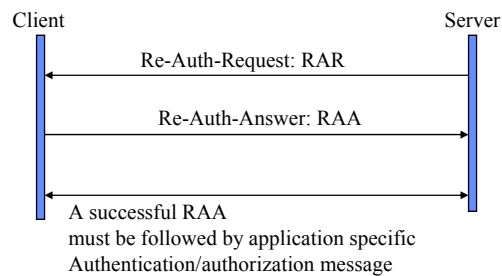 Client
Server
Re-Auth-Request: RAR
Re-Auth-Answer: RAA
A successful RAA
must be followed by application specific
Authentication/authorization message